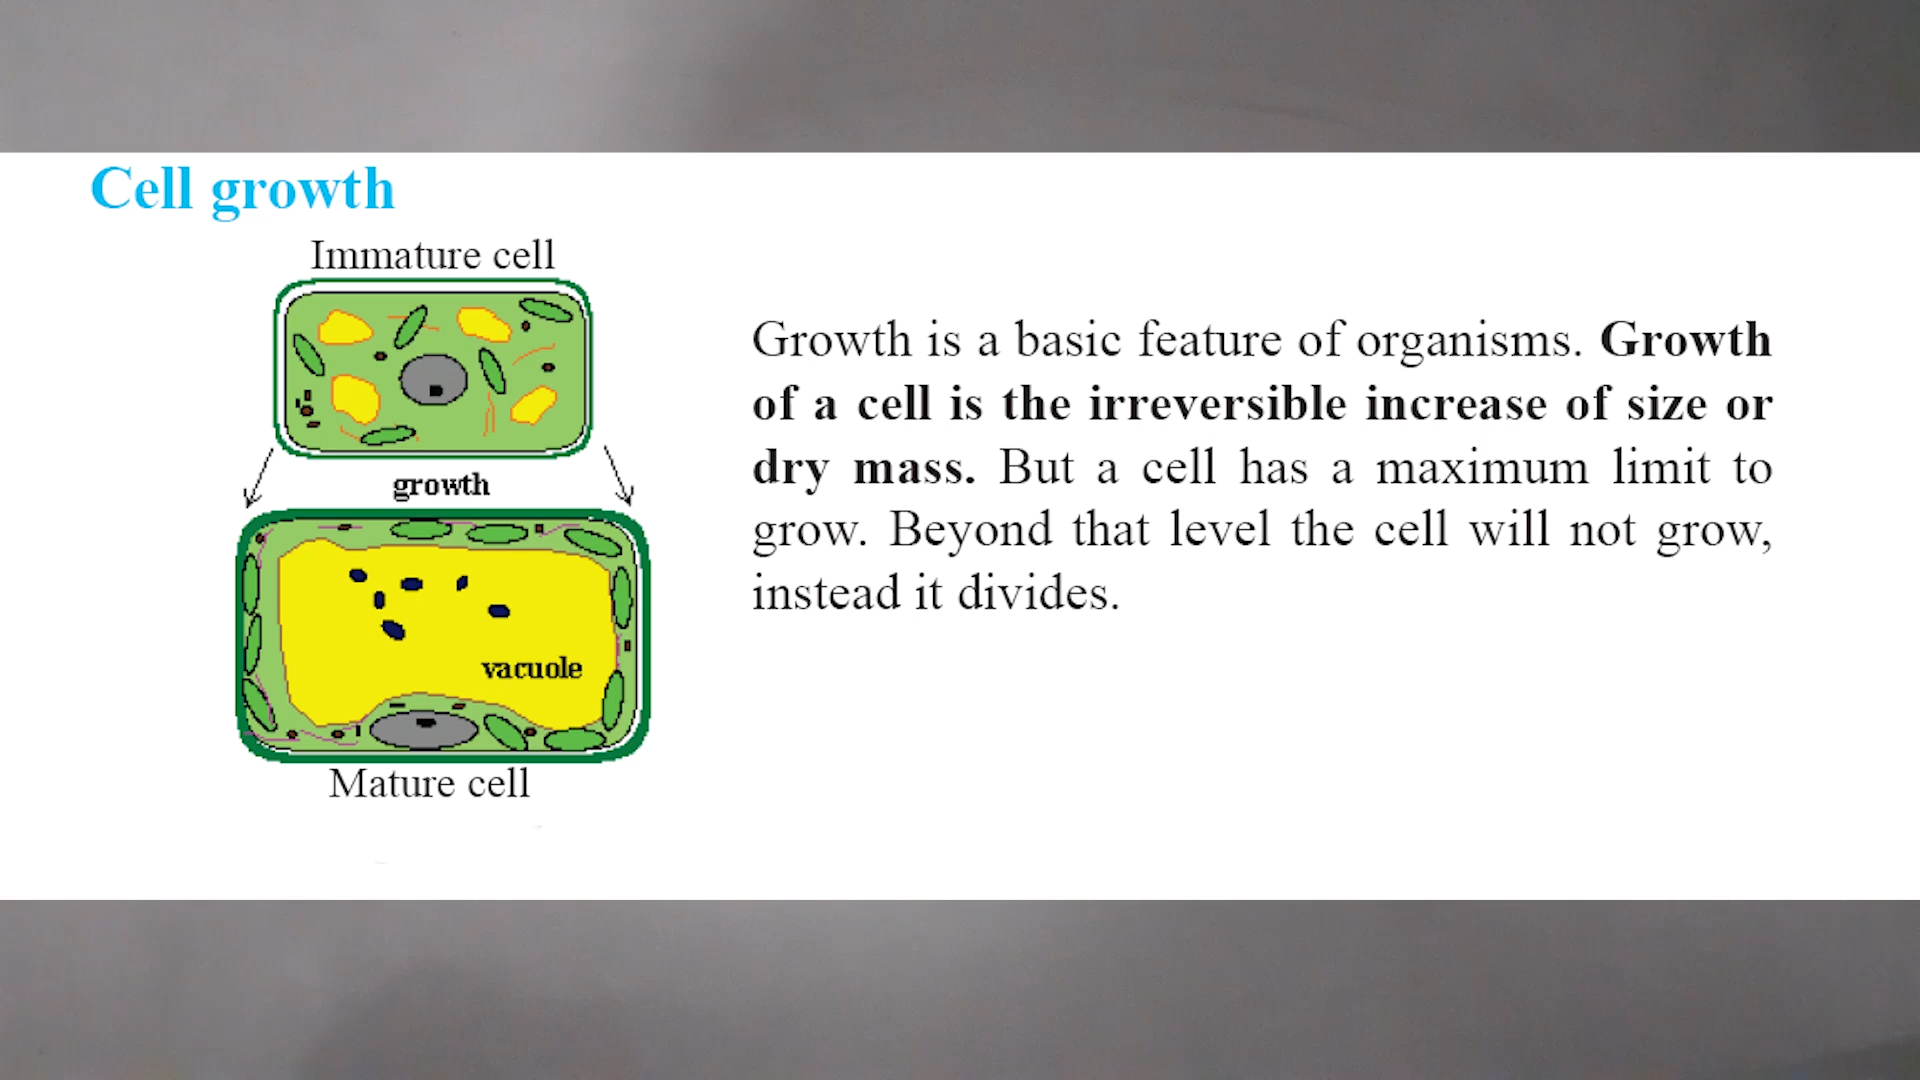 Cell growth
Immature cell
growth
vacuole
Mature cell
Growth is a basic feature of organisms. Growth
of a cell is the irreversible increase of size or
dry mass. But a cell has a maximum limit to
grow. Beyond that level the cell will not grow,
instead it divides.